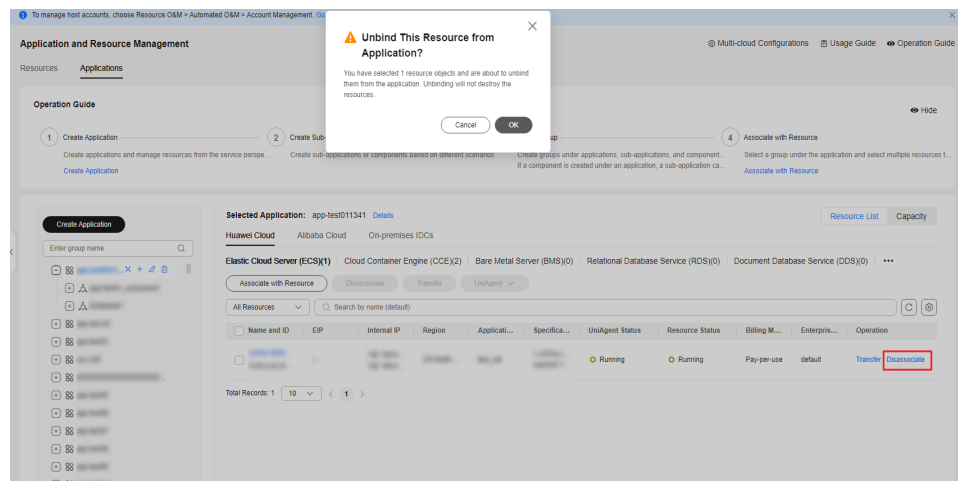 To manage host accounts, choose Resource O&M > Automated O&M > Account Management. Go
Application and Resource Management
Multi-cloud Configurations Usage Guide Operation Guide
Resources Applications
Unbind This Resource from
Application?
You have selected 1 resource objects and are about to unbind
them from the application. Unbinding will not destroy the
resources.
Cancel OK
Operation Guide
Hide
1 Create Application
Create applications and manage resources from the service perspe...
Create Application
2 Create Sub-
Create sub-applications or components based on different scenarios
up
Create groups under applications, sub-applications, and component...
If a component is created under an application, a sub-application ca...
4 Associate with Resource
Select a group under the application and select multiple resources t...
Associate with Resource
Create Application
Enter group name
Selected Application: app-test011341 Details
Resource List Capacity
Huawei Cloud Alibaba Cloud On-premises IDCs
Elastic Cloud Server (ECS)(1) Cloud Container Engine (CCE)(2) Bare Metal Server (BMS)(0) Relational Database Service (RDS)(0) Document Database Service (DDS)(0) •••
Associate with Resource Disassociate Transfer UniAgent
All Resources Search by name (default)
Name and ID EIP Internal IP Region Applicati... Specifica... UniAgent Status Resource Status Billing M... Enterpris... Operation
Running Running Pay-per-use default Transfer Disassociate
Total Records: 1 10 < 1 >